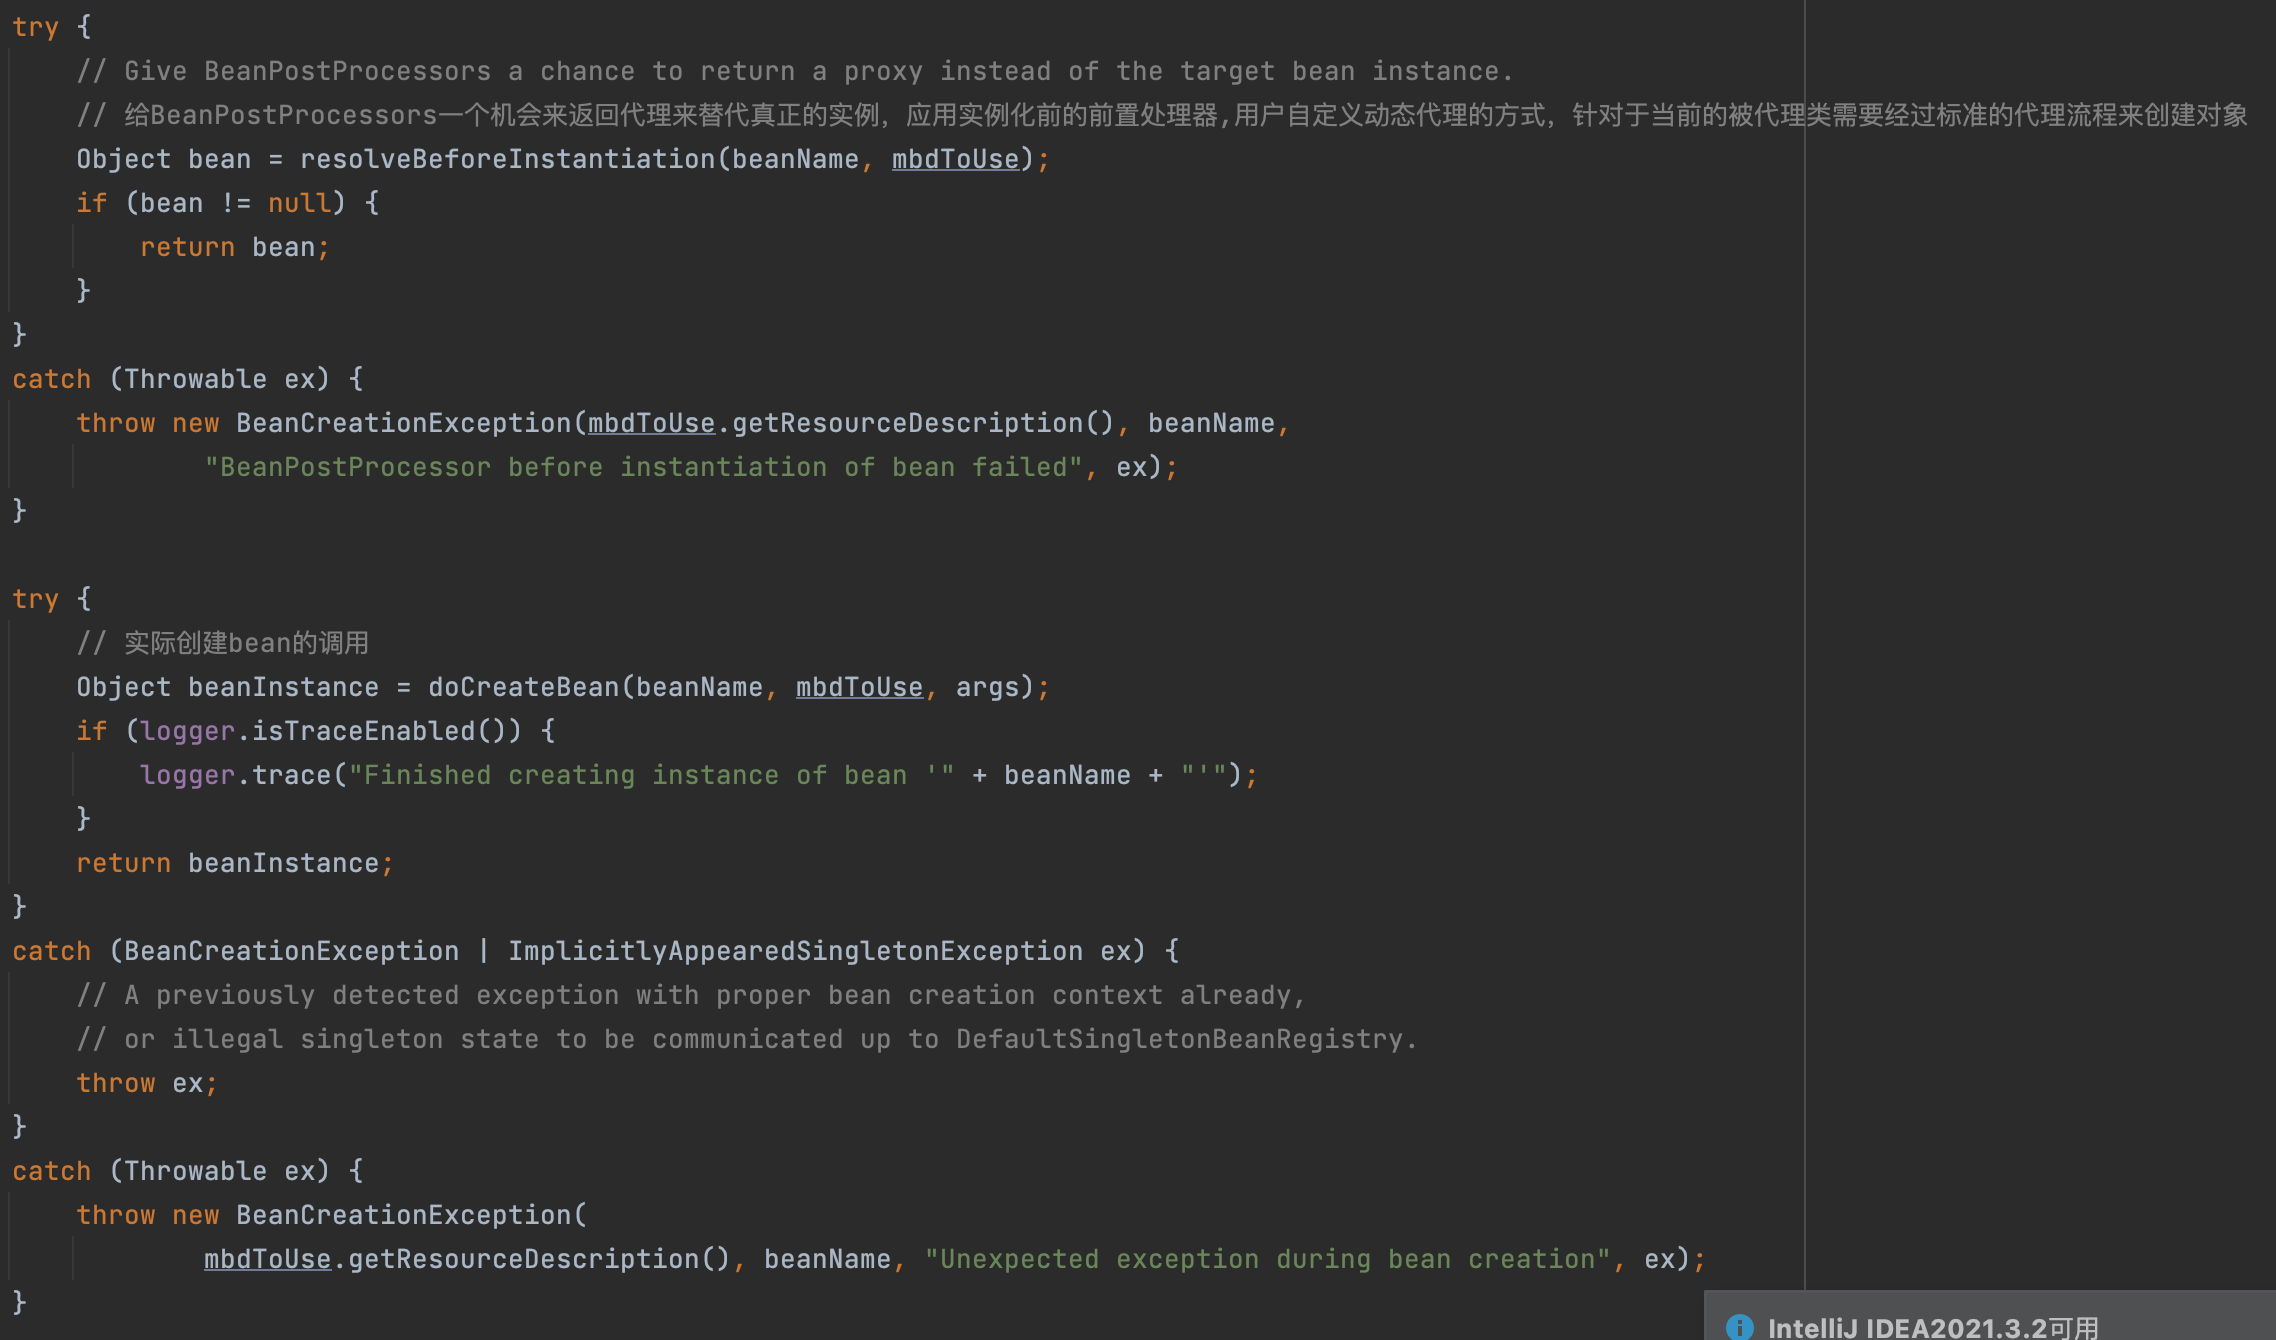 try {
    // Give BeanPostProcessors a chance to return a proxy instead of the target bean instance.
    // 给BeanPostProcessors一个机会来返回代理来替代真正的实例，应用实例化前的前置处理器,用户自定义动态代理的方式，针对于当前的被代理类需要经过标准的代理流程来创建对象
    Object bean = resolveBeforeInstantiation(beanName, mbdToUse);
    if (bean != null) {
        return bean;
    }
}
catch (Throwable ex) {
    throw new BeanCreationException(mbdToUse.getResourceDescription(), beanName,
            "BeanPostProcessor before instantiation of bean failed", ex);
}

try {
    // 实际创建bean的调用
    Object beanInstance = doCreateBean(beanName, mbdToUse, args);
    if (logger.isTraceEnabled()) {
        logger.trace("Finished creating instance of bean '" + beanName + "'");
    }
    return beanInstance;
}
catch (BeanCreationException | ImplicitlyAppearedSingletonException ex) {
    // A previously detected exception with proper bean creation context already,
    // or illegal singleton state to be communicated up to DefaultSingletonBeanRegistry.
    throw ex;
}
catch (Throwable ex) {
    throw new BeanCreationException(
            mbdToUse.getResourceDescription(), beanName, "Unexpected exception during bean creation", ex);
}
IntelliJ IDEA2021.3.2可用